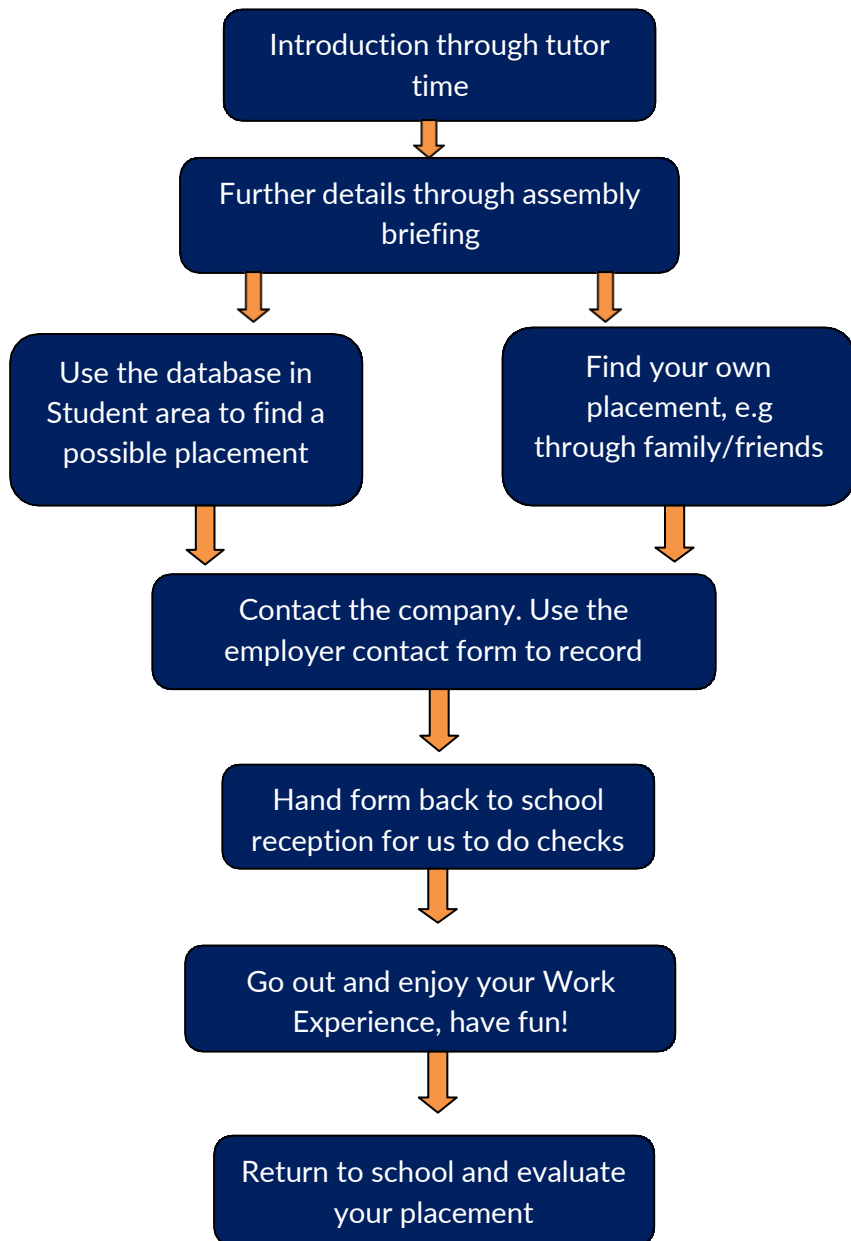 Introduction through tutor
time
Further details through assembly
briefing
Use the database in
Student area to find a
possible placement
Find your own
placement, e.g
through family/friends
Contact the company. Use the
employer contact form to record
Hand form back to school
reception for us to do checks
Go out and enjoy your Work
Experience, have fun!
Return to school and evaluate
your placement